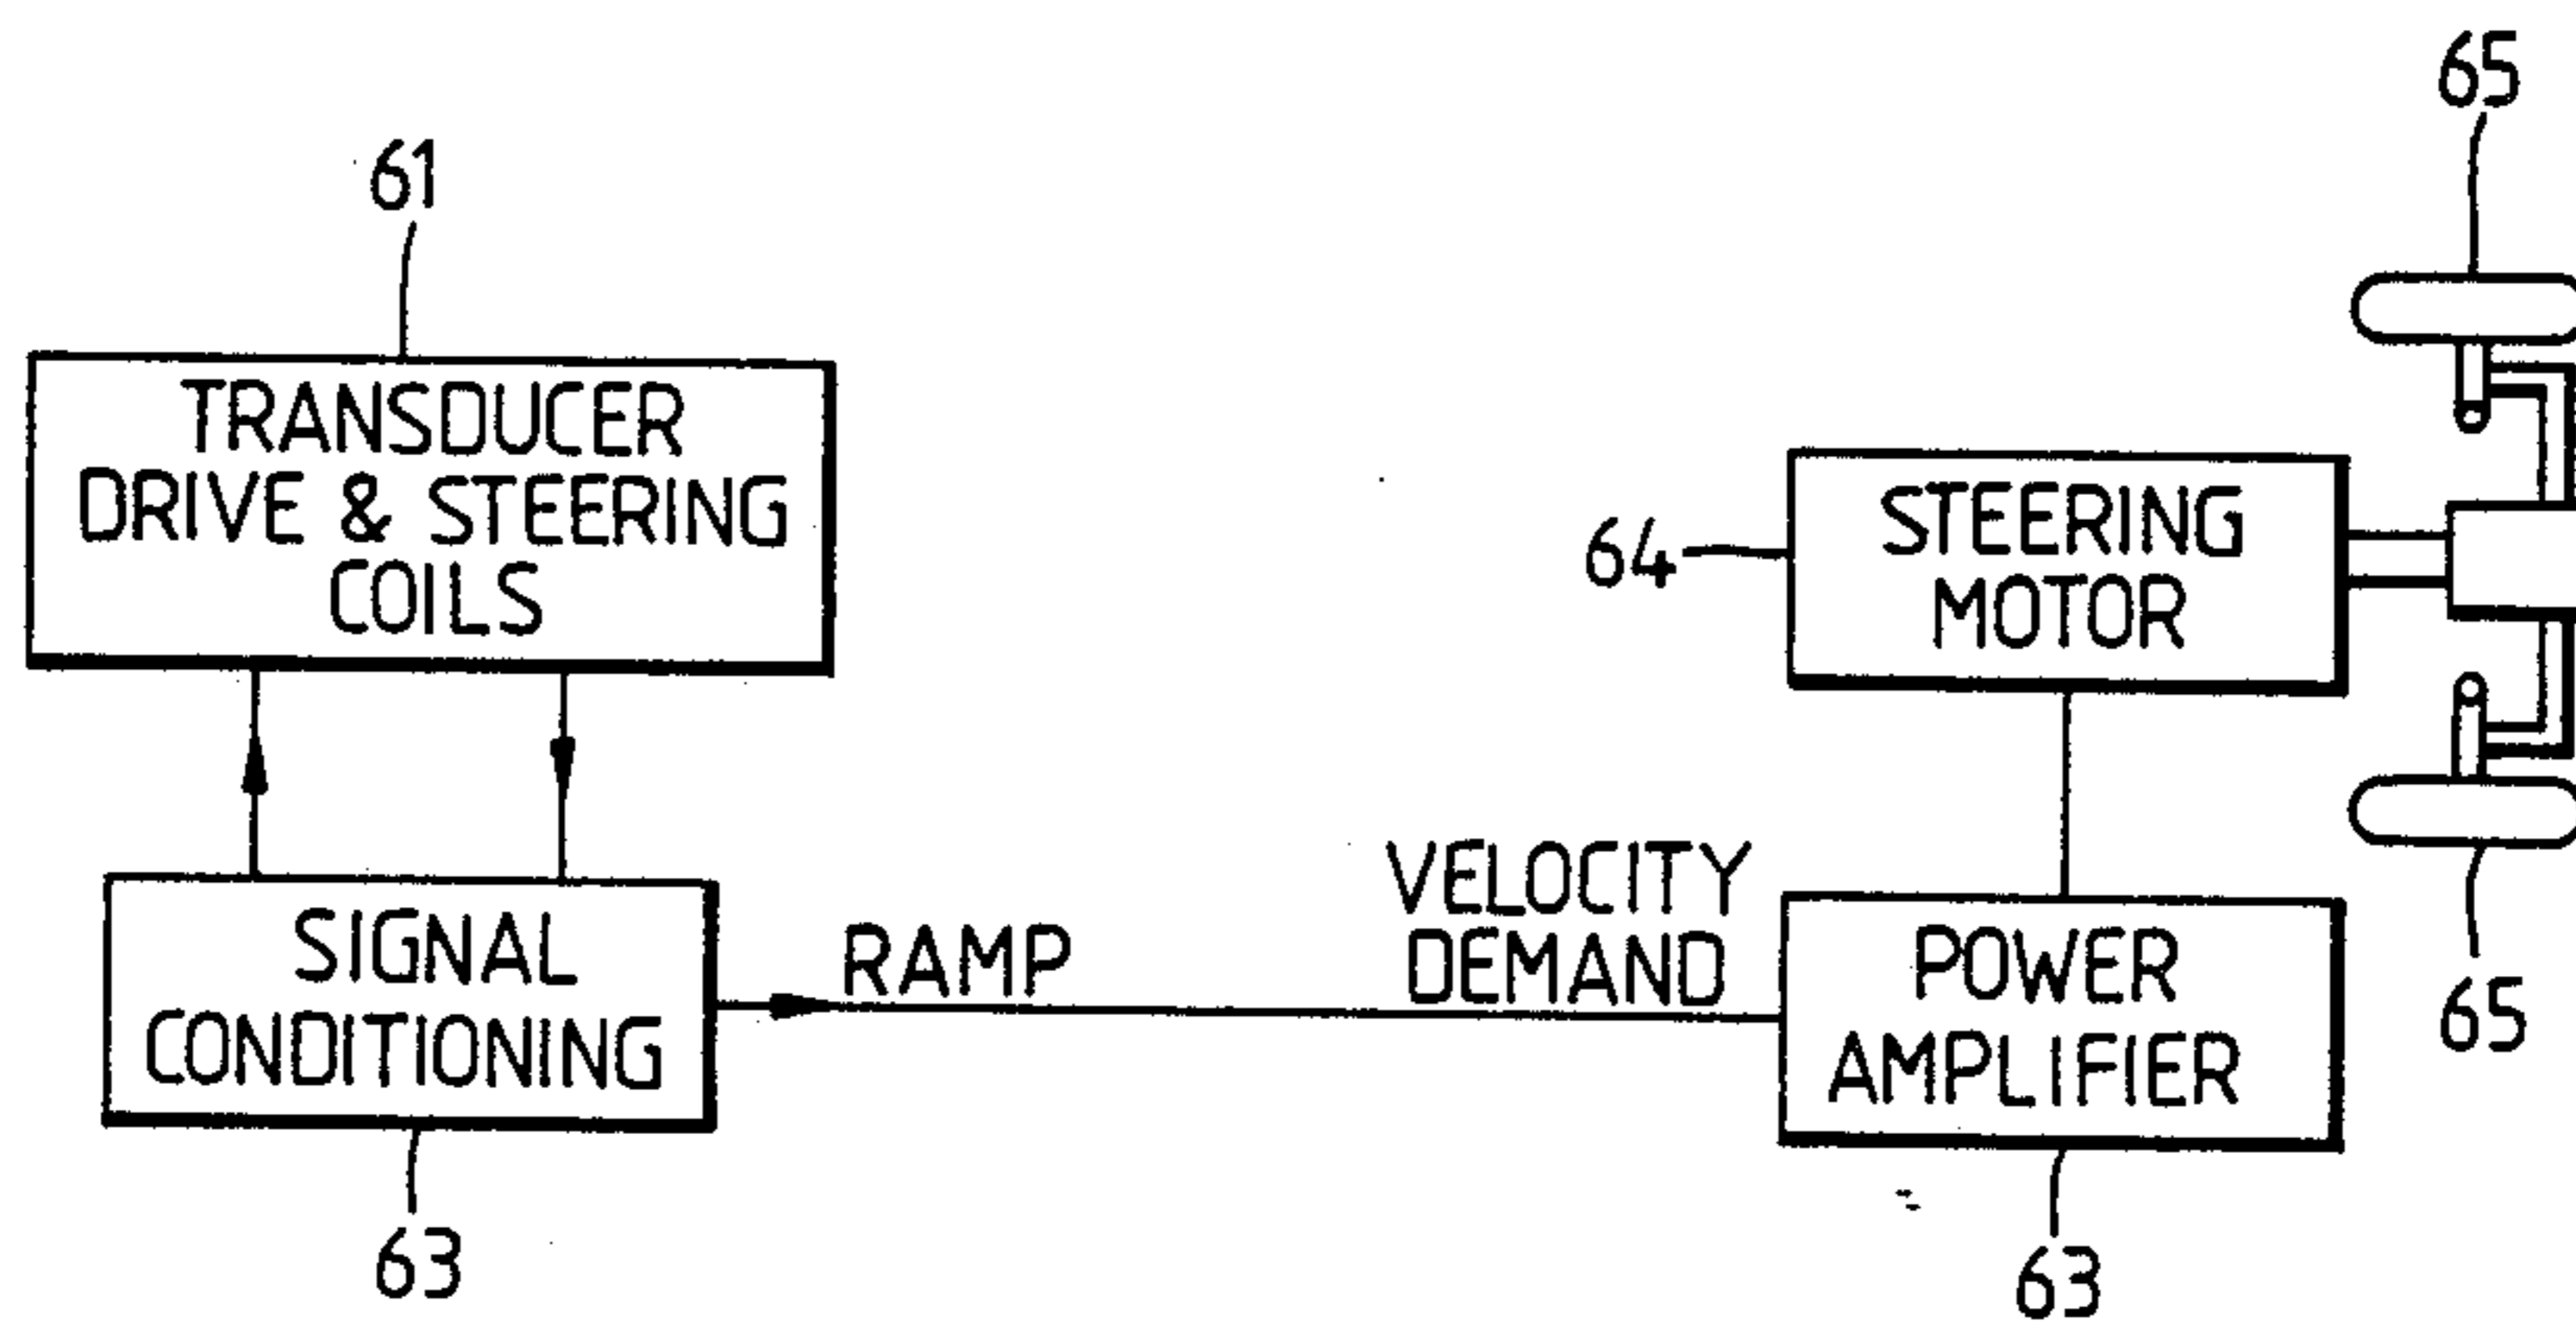 65
61
TRANSDUCER
DRIVE & STEERING
COILS
64
STEERING
MOTOR
SIGNAL
CONDITIONING
RAMP
VELOCITY
DEMAND
POWER
AMPLIFIER
65
63
63